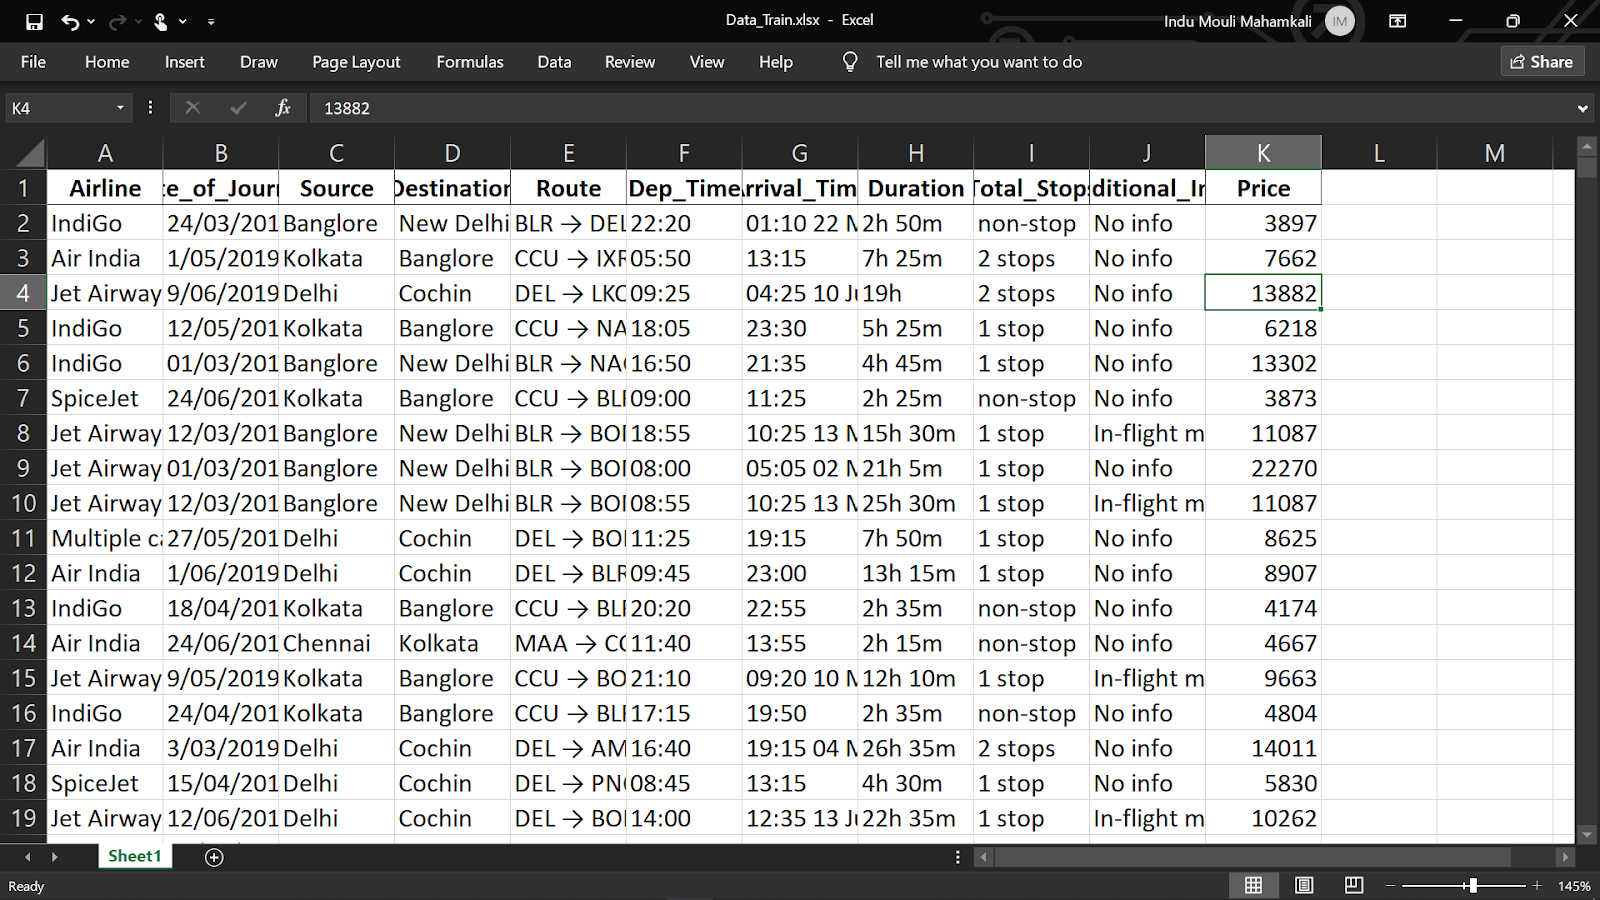 Data_Train.xlsx - Excel Indu Mouli Mahamkali IM
File Home Insert Draw Page Layout Formulas Data Review View Help Tell me what you want to do Share
K4 fx 13882
A B C D E F G H I J K L M
1 Airline te_of_Journ Source Destination Route Dep_Time rrival_Tim Duration Total_Stops ditional_In Price
2 IndiGo 24/03/201 Banglore New Delhi BLR → DEL 22:20 01:10 22 M 2h 50m non-stop No info 3897
3 Air India 1/05/2019 Kolkata Banglore CCU → IXR 05:50 13:15 7h 25m 2 stops No info 7662
4 Jet Airway 9/06/2019 Delhi Cochin DEL → LKO 09:25 04:25 10 Ju 19h 2 stops No info 13882
5 IndiGo 12/05/201 Kolkata Banglore CCU → NA 18:05 23:30 5h 25m 1 stop No info 6218
6 IndiGo 01/03/201 Banglore New Delhi BLR → NAG 16:50 21:35 4h 45m 1 stop No info 13302
7 SpiceJet 24/06/201 Kolkata Banglore CCU → BLR 09:00 11:25 2h 25m non-stop No info 3873
8 Jet Airway 12/03/201 Banglore New Delhi BLR → BOM 18:55 10:25 13 M 15h 30m 1 stop In-flight m 11087
9 Jet Airway 01/03/201 Banglore New Delhi BLR → BOM 08:00 05:05 02 M 21h 5m 1 stop No info 22270
10 Jet Airway 12/03/201 Banglore New Delhi BLR → BOM 08:55 10:25 13 M 25h 30m 1 stop In-flight m 11087
11 Multiple ca 27/05/201 Delhi Cochin DEL → BOM 11:25 19:15 7h 50m 1 stop No info 8625
12 Air India 1/06/2019 Delhi Cochin DEL → BLR 09:45 23:00 13h 15m 1 stop No info 8907
13 IndiGo 18/04/201 Kolkata Banglore CCU → BLR 20:20 22:55 2h 35m non-stop No info 4174
14 Air India 24/06/201 Chennai Kolkata MAA → CC 11:40 13:55 2h 15m non-stop No info 4667
15 Jet Airway 9/05/2019 Kolkata Banglore CCU → BO 21:10 09:20 10 M 12h 10m 1 stop In-flight m 9663
16 IndiGo 24/04/201 Kolkata Banglore CCU → BLR 17:15 19:50 2h 35m non-stop No info 4804
17 Air India 3/03/2019 Delhi Cochin DEL → AM 16:40 19:15 04 M 26h 35m 2 stops No info 14011
18 SpiceJet 15/04/201 Delhi Cochin DEL → PNQ 08:45 13:15 4h 30m 1 stop No info 5830
19 Jet Airway 12/06/201 Delhi Cochin DEL → BOM 14:00 12:35 13 Ju 22h 35m 1 stop In-flight m 10262
Sheet1
Ready 145%